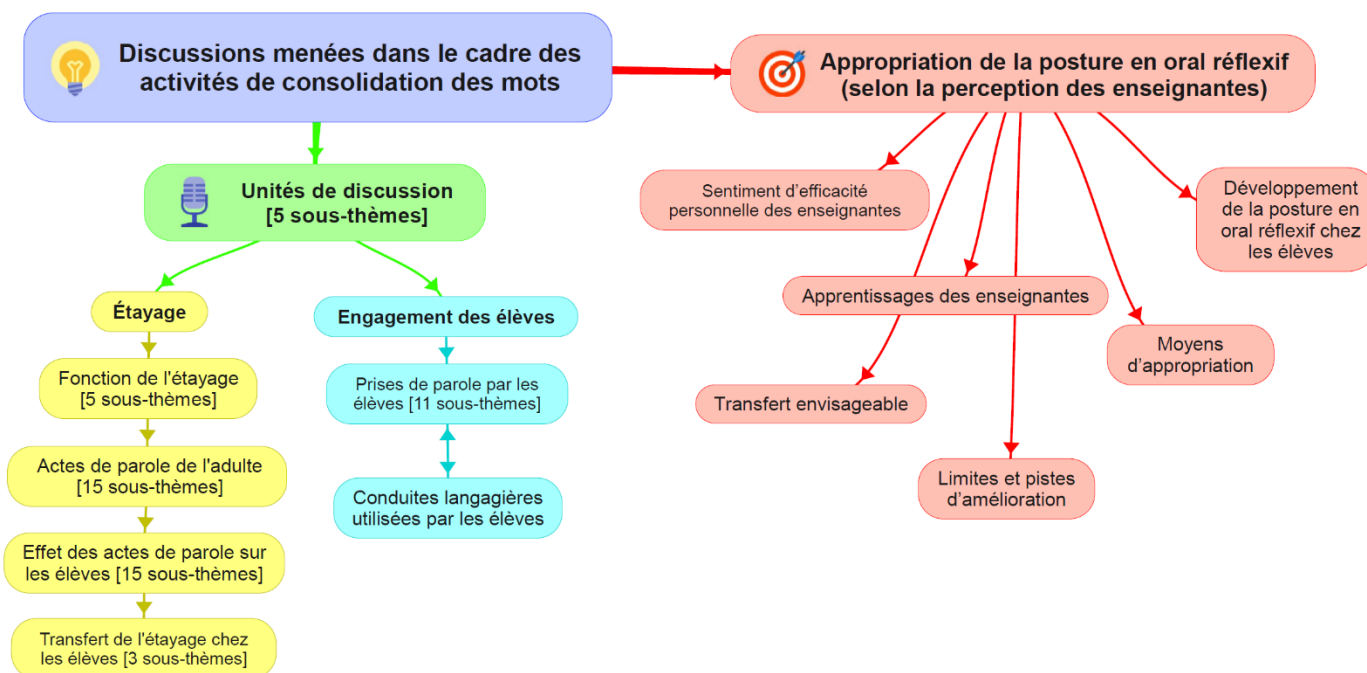 Discussions menées dans le cadre des
activités de consolidation des mots
Appropriation de la posture en oral réflexif
(selon la perception des enseignantes)
Unités de discussion
[5 sous-thèmes]
Étayage
Fonction de l'étayage
[5 sous-thèmes]
Actes de parole de l'adulte
[15 sous-thèmes]
Effet des actes de parole sur
les élèves [15 sous-thèmes]
Transfert de l'étayage chez
les élèves [3 sous-thèmes]
Engagement des élèves
Prises de parole par les
élèves [11 sous-thèmes]
Conduites langagières
utilisées par les élèves
Sentiment d’efficacité
personnelle des enseignantes
Apprentissages des enseignantes
Transfert envisageable
Limites et pistes
d’amélioration
Moyens
d’appropriation
Développement
de la posture en
oral réflexif chez
les élèves